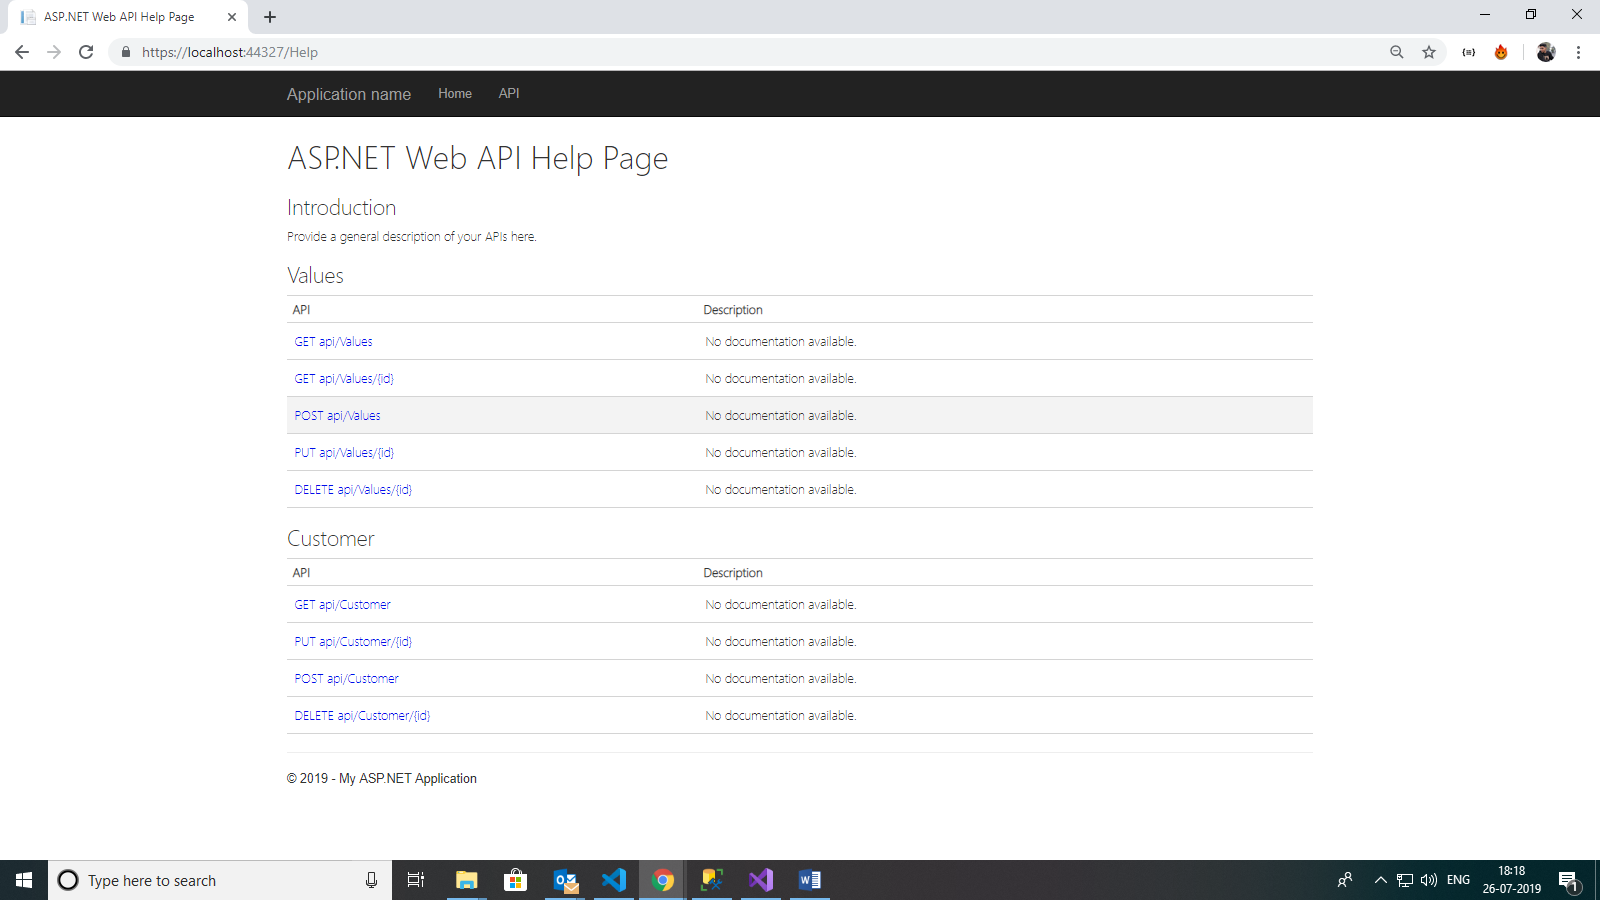 ASP.NET Web API Help Page
https://localhost:44327/Help
Application name Home API
ASP.NET Web API Help Page
Introduction
Provide a general description of your APIs here.
Values
API Description
GET api/Values No documentation available.
GET api/Values/{id} No documentation available.
POST api/Values No documentation available.
PUT api/Values/{id} No documentation available.
DELETE api/Values/{id} No documentation available.
Customer
API Description
GET api/Customer No documentation available.
PUT api/Customer/{id} No documentation available.
POST api/Customer No documentation available.
DELETE api/Customer/{id} No documentation available.
© 2019 - My ASP.NET Application
Type here to search
ENG
18:18
26-07-2019
1